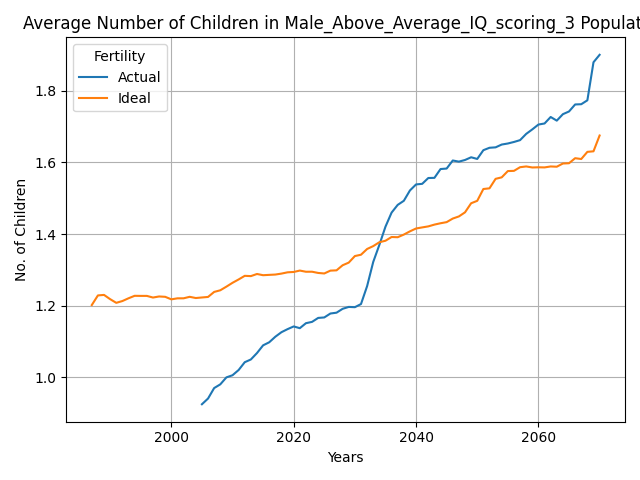 Average Number of Children in Male_Above_Average_IQ_scoring_3 Populat
Fertility
Actual
Ideal
No. of Children
1.8
1.6
1.4
1.2
1.0
2000
2020
2040
2060
Years